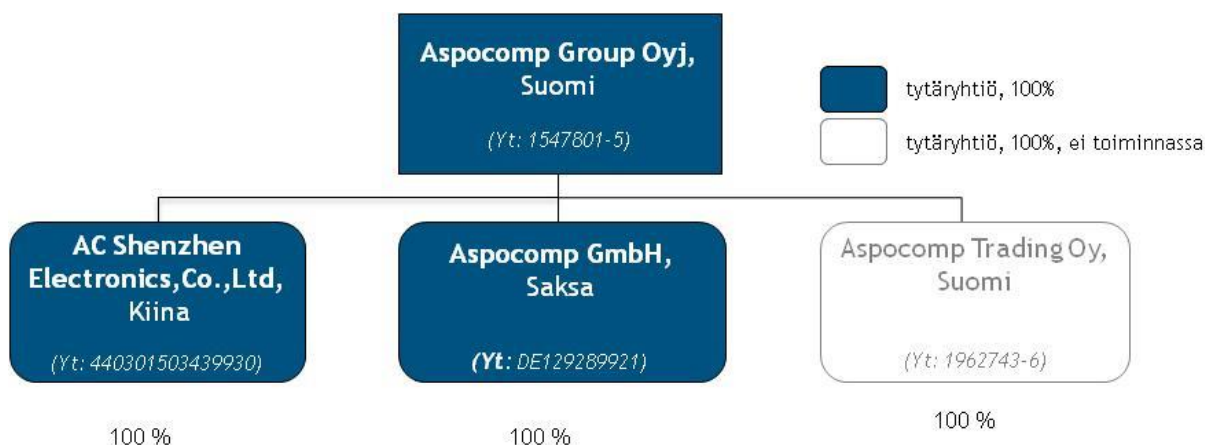 Aspocomp Group Oyj,
Suomi
(Yt: 1547801-5)
tytäryhtiö, 100%
tytäryhtiö, 100%, ei toiminnassa
AC Shenzhen
Electronics,Co.,Ltd,
Kiina
(Yt: 440301503439930)
Aspocomp GmbH,
Saksa
(Yt: DE129289921)
Aspocomp Trading Oy,
Suomi
(Yt: 1962743-6)
100 %
100 %
100 %